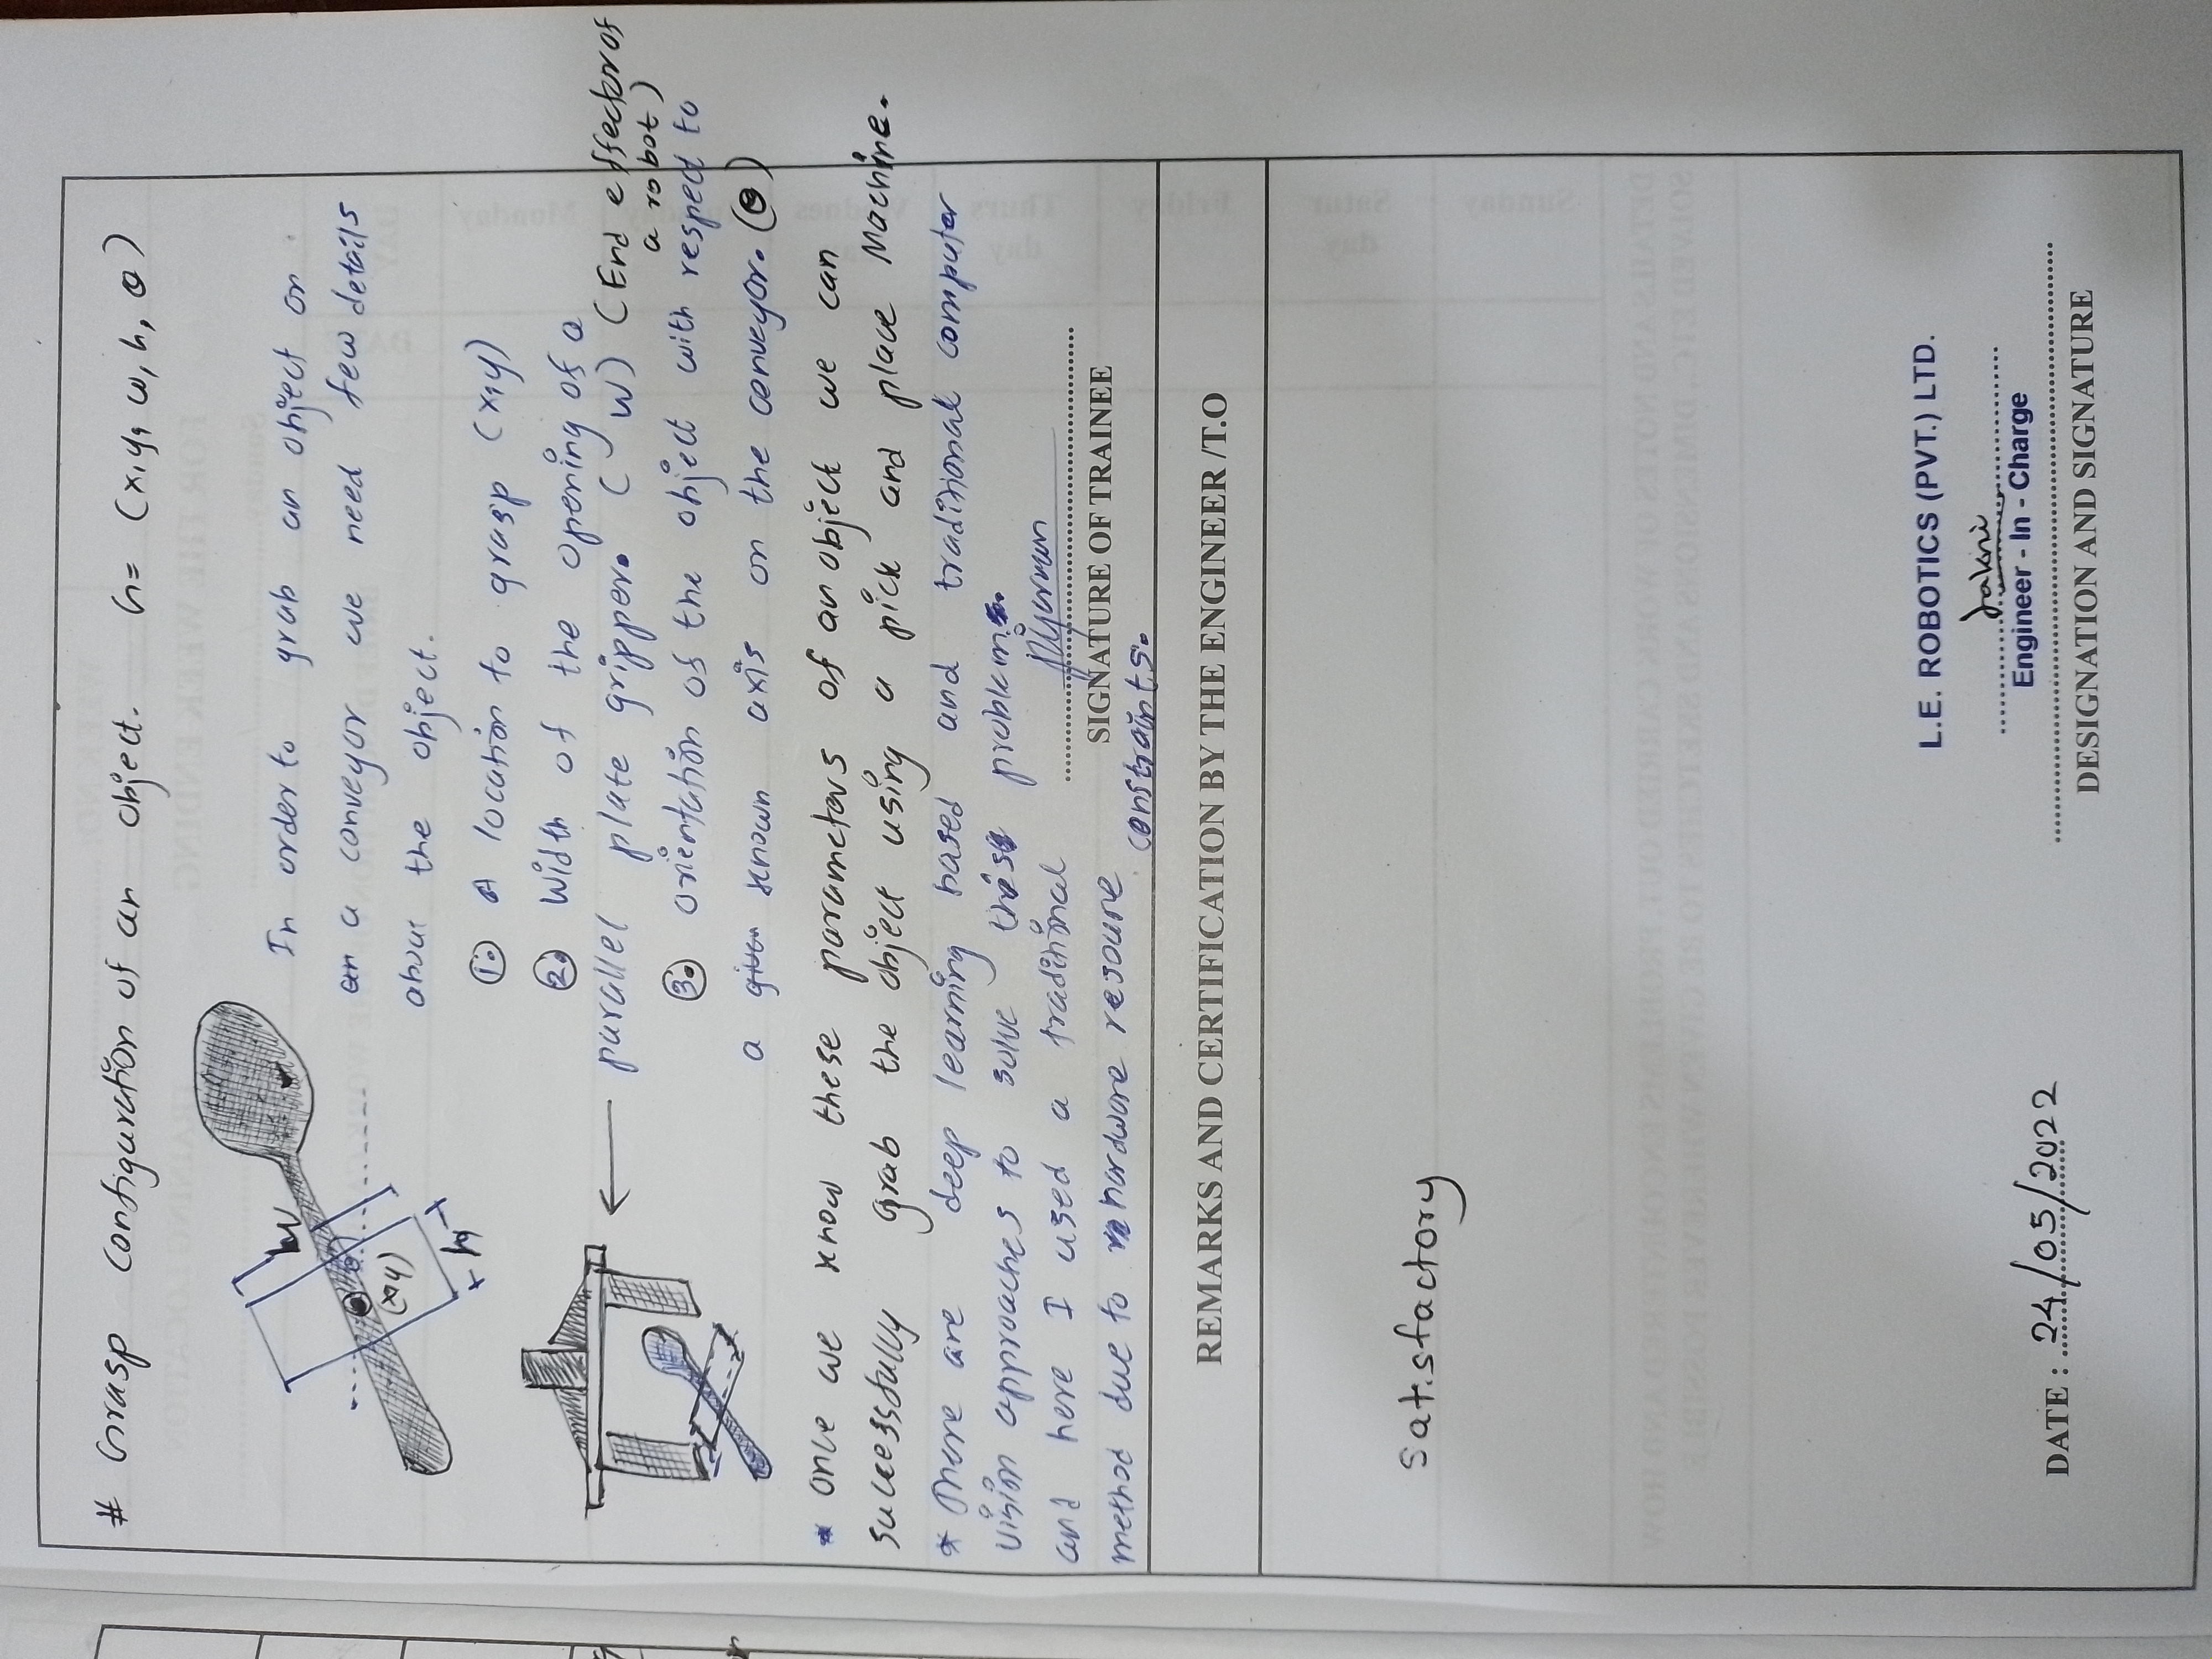 # Grasp configuration of an object. G= (x,y, w, h, θ)
w
θ
(x,y)
h
In order to grab an object on
an a conveyor we need few details
about the object.
1. A location to grasp (x,y)
2. Width of the opening of a
parallel plate gripper. (W) (End effector of
a robot)
3. orientation of the object with respect to
a given known axis on the conveyor. (θ)
* once we know these parameters of an object we can
successfully grab the object using a pick and place Machine.
* There are deep learning based and traditional computer
vision approaches to solve this problem.
and here I used a traditional
method due to hardware resourse
constraints.
SIGNATURE OF TRAINEE
REMARKS AND CERTIFICATION BY THE ENGINEER /T.O
Satisfactory
L.E. ROBOTICS (PVT.) LTD.
Engineer - In - Charge
DATE : 24/05/2022
DESIGNATION AND SIGNATURE